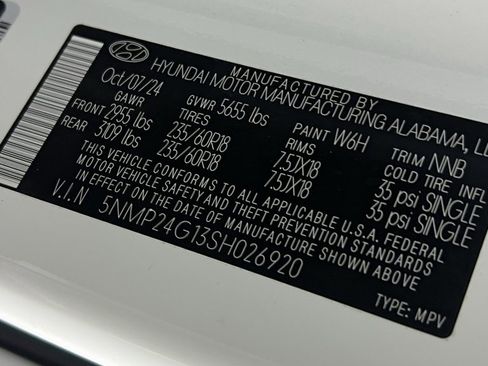 MANUFACTURED BY
HYUNDAI MOTOR MANUFACTURING ALABAMA, LL
Oct/07/24 GVWR 5655 lbs PAINT W6H TRIM NNB
GAWR TIRES RIMS COLD TIRE INFL
FRONT 2955 lbs 235/60R18 7.5JX18 35 psi SINGLE
REAR 3109 lbs 235/60R18 7.5JX18 35 psi SINGLE
THIS VEHICLE CONFORMS TO ALL APPLICABLE U.S.A. FEDERAL
MOTOR VEHICLE SAFETY AND THEFT PREVENTION STANDARDS
IN EFFECT ON THE DATE OF MANUFACTURE SHOWN ABOVE
V.I.N 5NMP24G13SH026920
TYPE: MPV